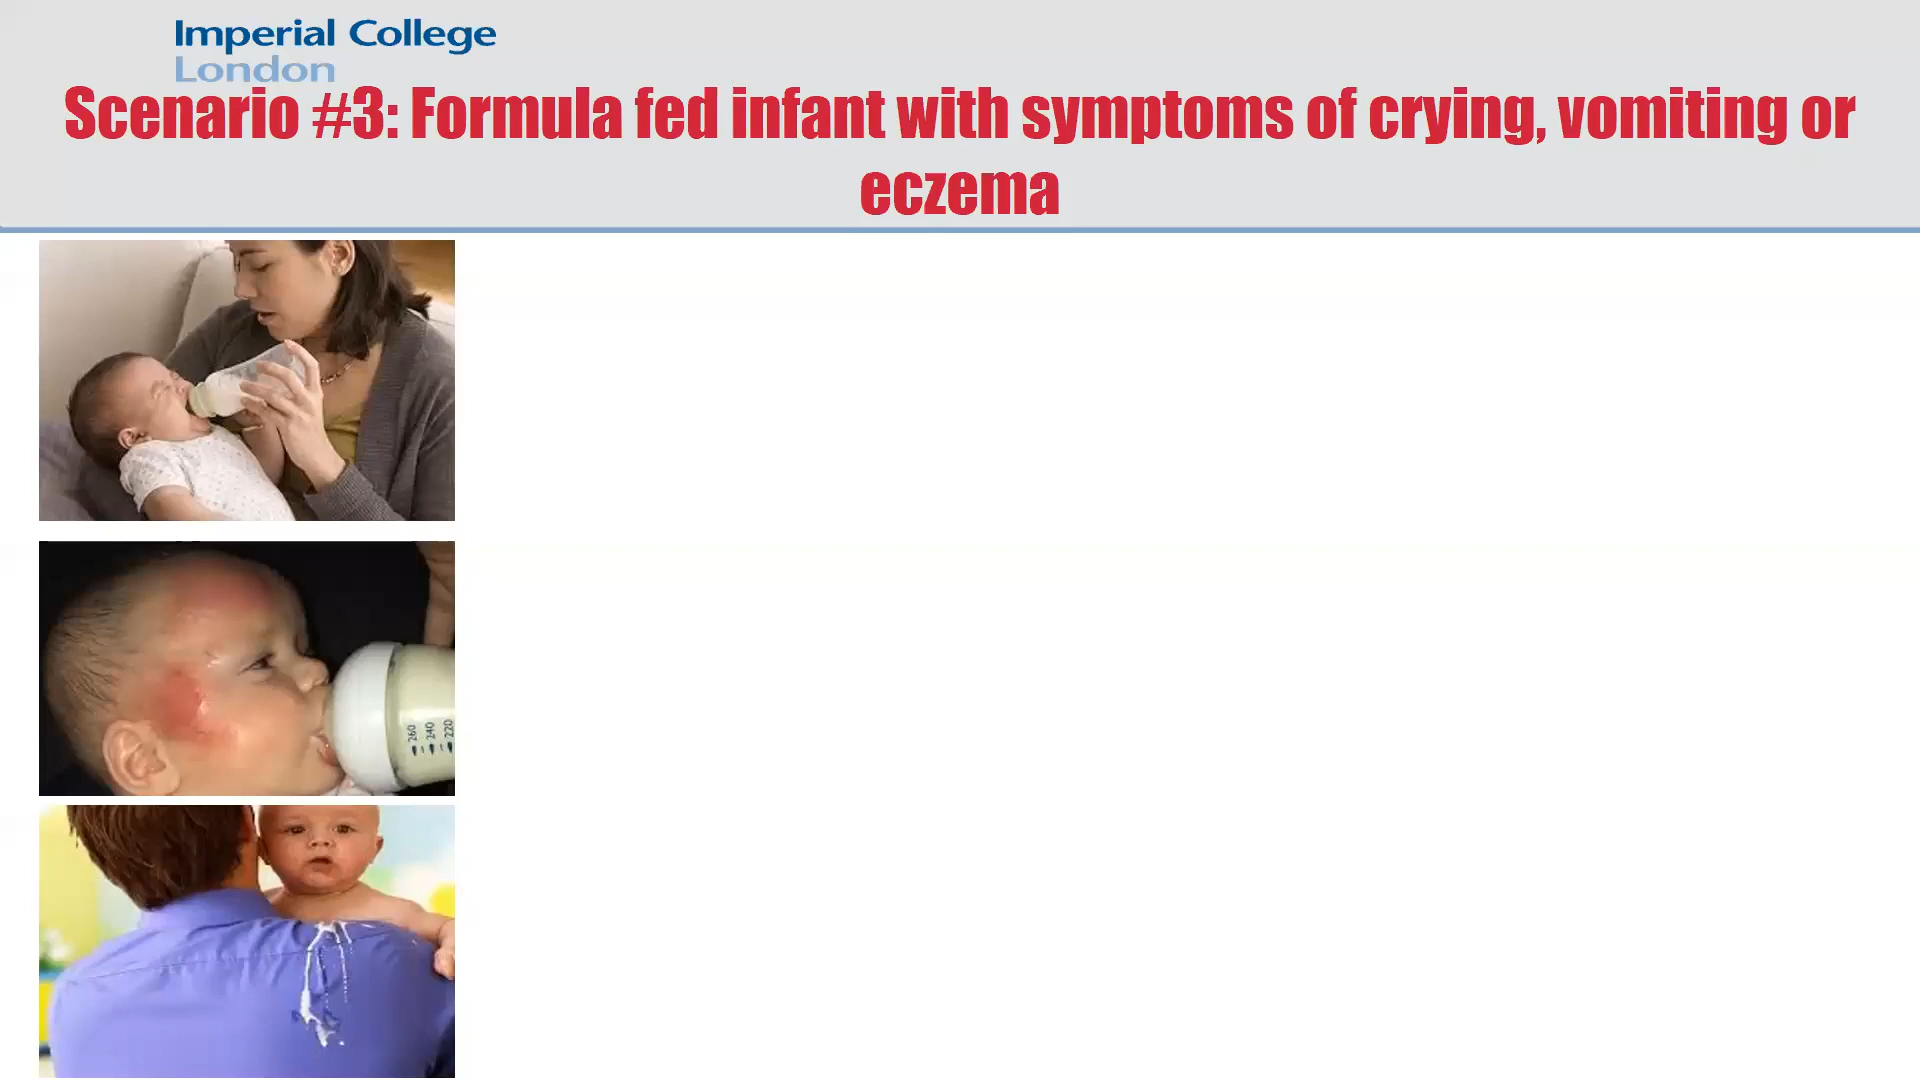 Imperial College
London
Scenario #3: Formula fed infant with symptoms of crying, vomiting or
eczema
260
240
220